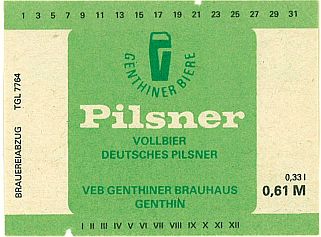 1 3 5 7 9 11 13 15 17 19 21 23 25 27 29 31
GENTHINER BIERE
Pilsner
VOLLBIER
DEUTSCHES PILSNER
BRAUEREIABZUG TGL 7764
0,33 l
VEB GENTHINER BRAUHAUS
0,61 M
GENTHIN
I II III IV V VI VII VIII IX X XI XII